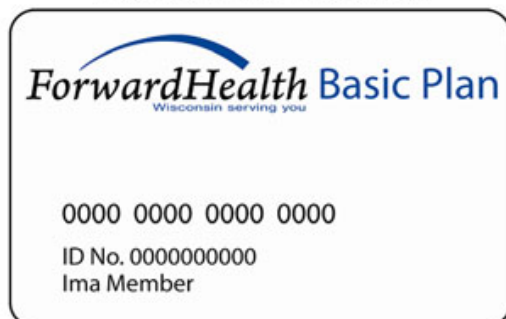 ForwardHealth Basic Plan
Wisconsin serving you
0000 0000 0000 0000
ID No. 0000000000
Ima Member